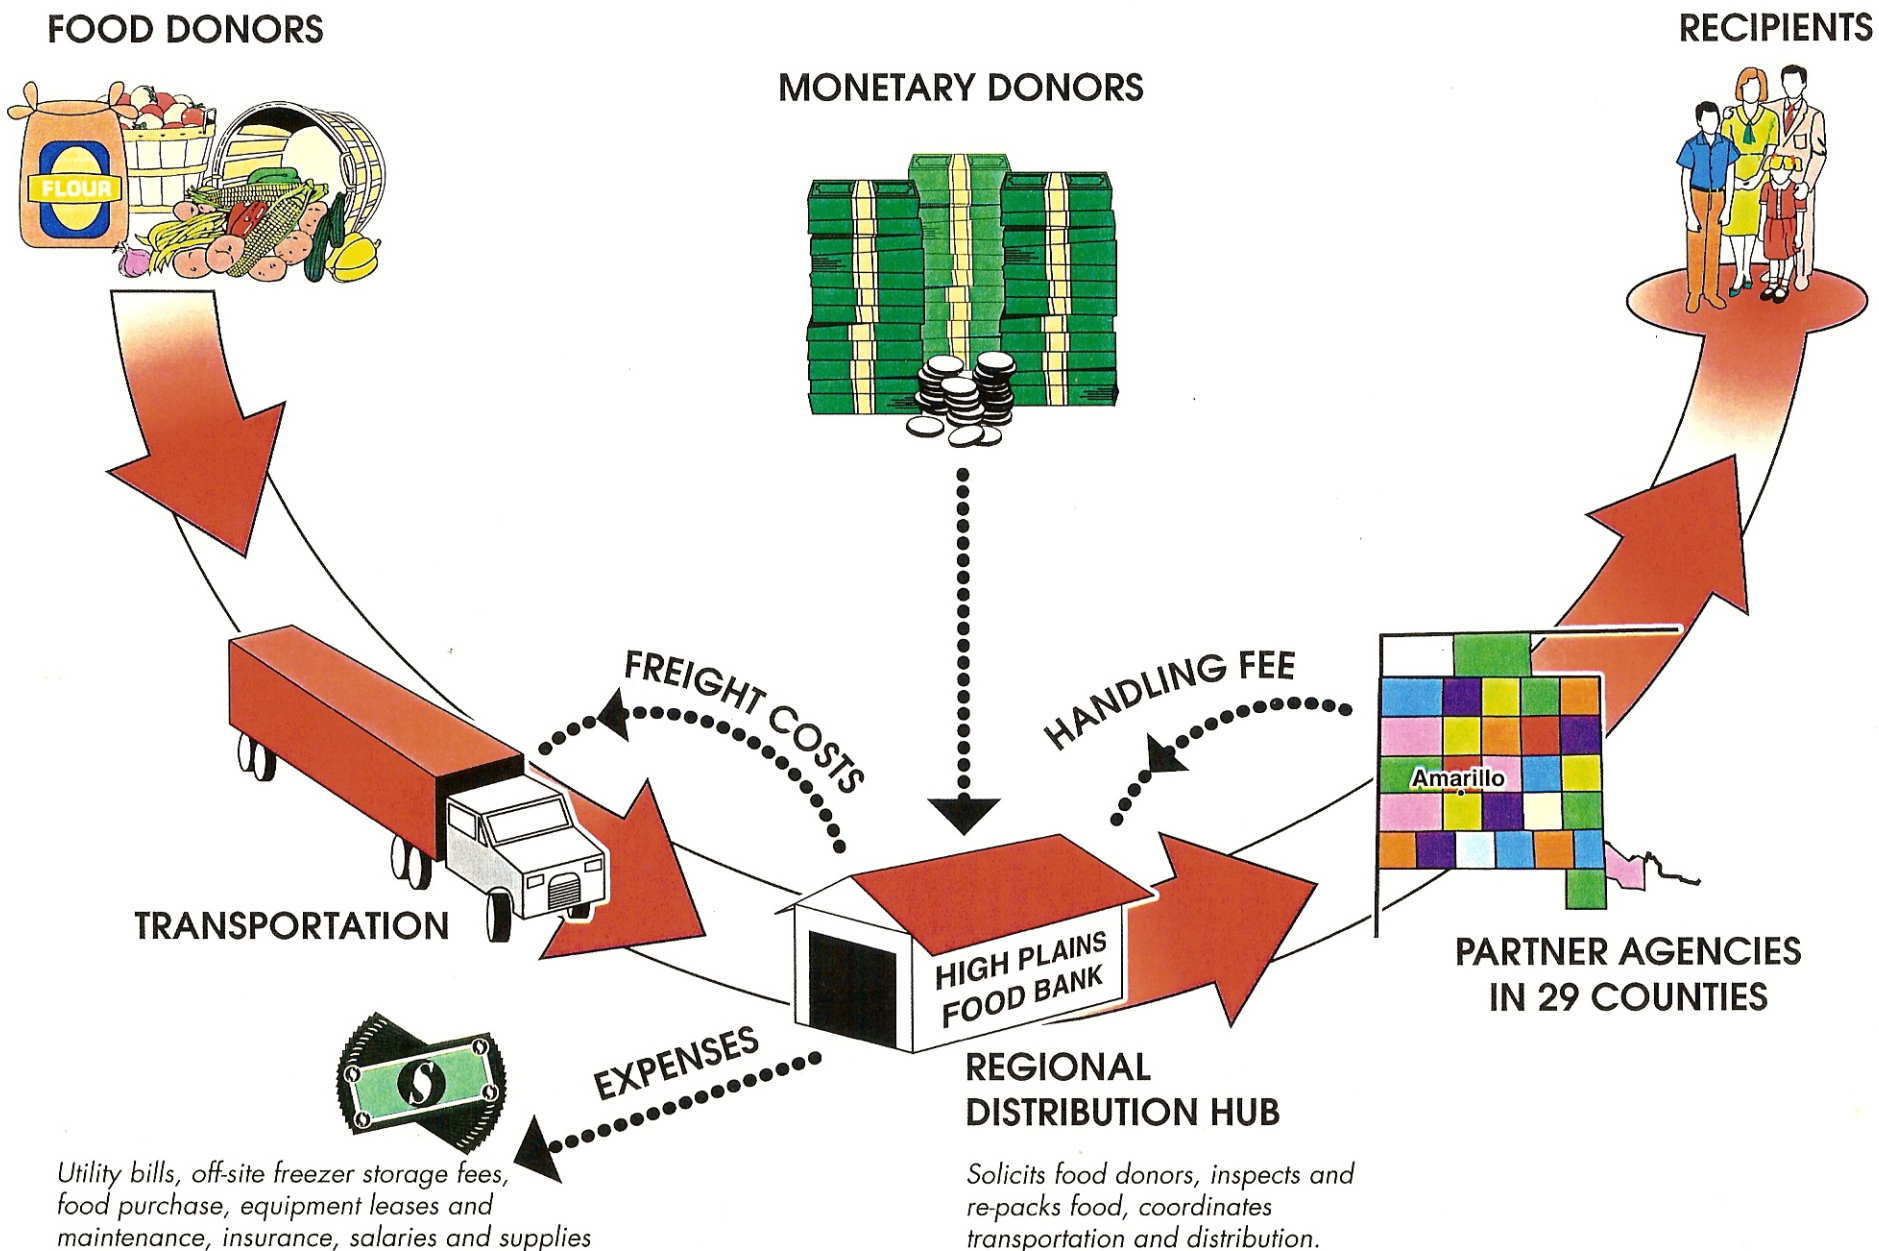 FOOD DONORS
FLOUR
MONETARY DONORS
RECIPIENTS
FREIGHT COSTS
HANDLING FEE
Amarillo
TRANSPORTATION
HIGH PLAINS
FOOD BANK
PARTNER AGENCIES
IN 29 COUNTIES
EXPENSES
$
REGIONAL
DISTRIBUTION HUB
Utility bills, off-site freezer storage fees,
food purchase, equipment leases and
maintenance, insurance, salaries and supplies
Solicits food donors, inspects and
re-packs food, coordinates
transportation and distribution.